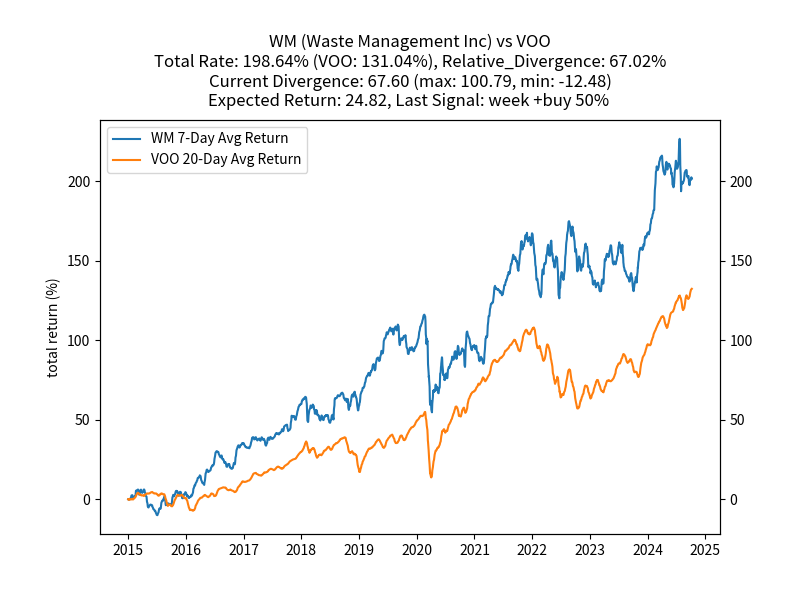 WM (Waste Management Inc) vs VOO
Total Rate: 198.64% (VOO: 131.04%), Relative_Divergence: 67.02%
Current Divergence: 67.60 (max: 100.79, min: -12.48)
Expected Return: 24.82, Last Signal: week +buy 50%
WM 7-Day Avg Return
VOO 20-Day Avg Return
total return (%)
200
150
100
50
0
200
150
100
50
0
2015 2016 2017 2018 2019 2020 2021 2022 2023 2024 2025